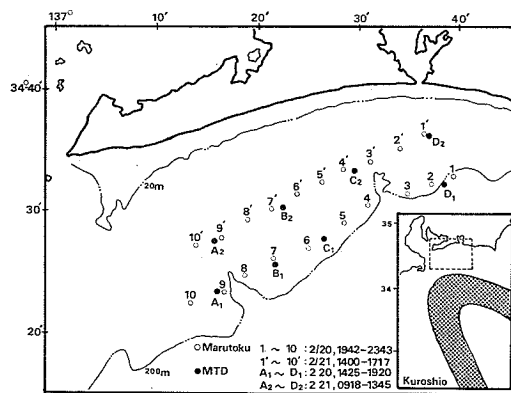 137° 10' 20' 30' 40'
34°40'
30'
20'
20m
200m
1' D₂
2'
3'
4' C₂
5'
6'
7' B₂
8'
9'
10' A₂
1
2 D₁
3
4
5
C₁
6
7
B₁
8
9
A₁
10
35
34
Kuroshio
○ Marutoku 1 ~ 10 : 2/20, 1942-2343
1' ~ 10' : 2/21, 1400-1717
● MTD A₁ ~ D₁ : 2 20, 1425-1920
A₂ ~ D₂ : 2 21, 0918-1345